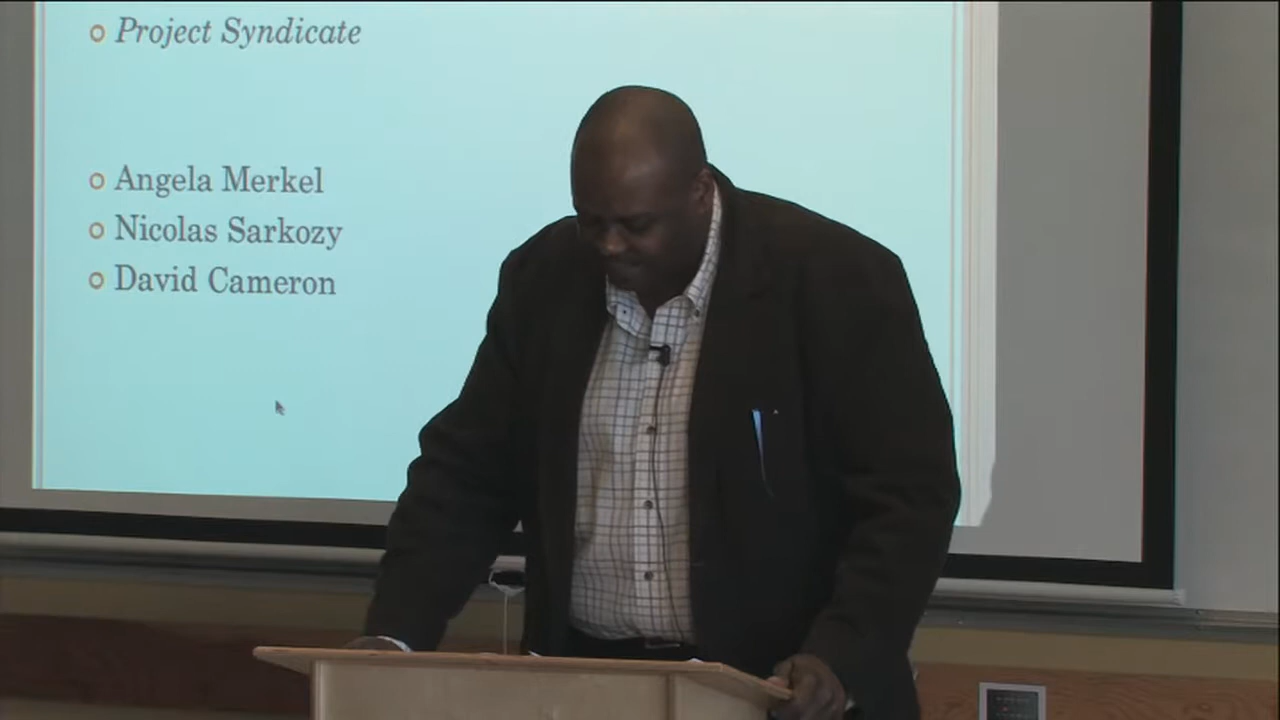 Project Syndicate
Angela Merkel
Nicolas Sarkozy
David Cameron